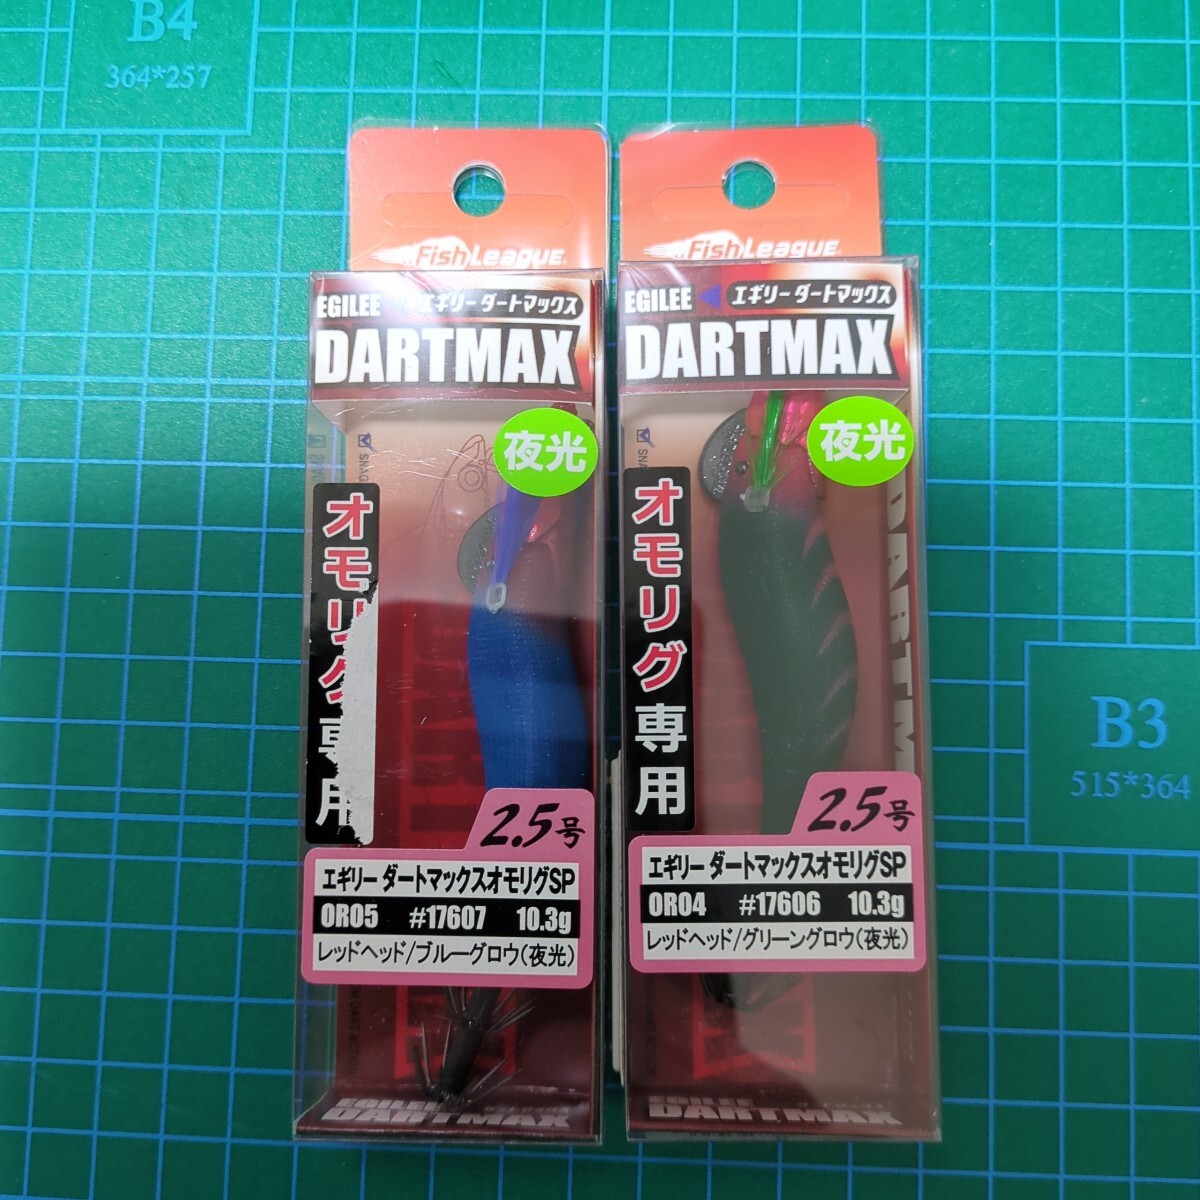 B4
364*257
FishLeague
EGILEE エギリー ダートマックス
DARTMAX
夜光
SNAG
オモリグ専用
2.5号
エギリー ダートマックスオモリグSP
OR05 #17607 10.3g
レッドヘッド/ブルーグロウ(夜光)
EGILEE
DARTMAX
FishLeague
EGILEE エギリー ダートマックス
DARTMAX
夜光
オモリグ専用
DARTM
2.5号
エギリー ダートマックスオモリグSP
OR04 #17606 10.3g
レッドヘッド/グリーングロウ(夜光)
EGILEE
DARTMAX
B3
515*364